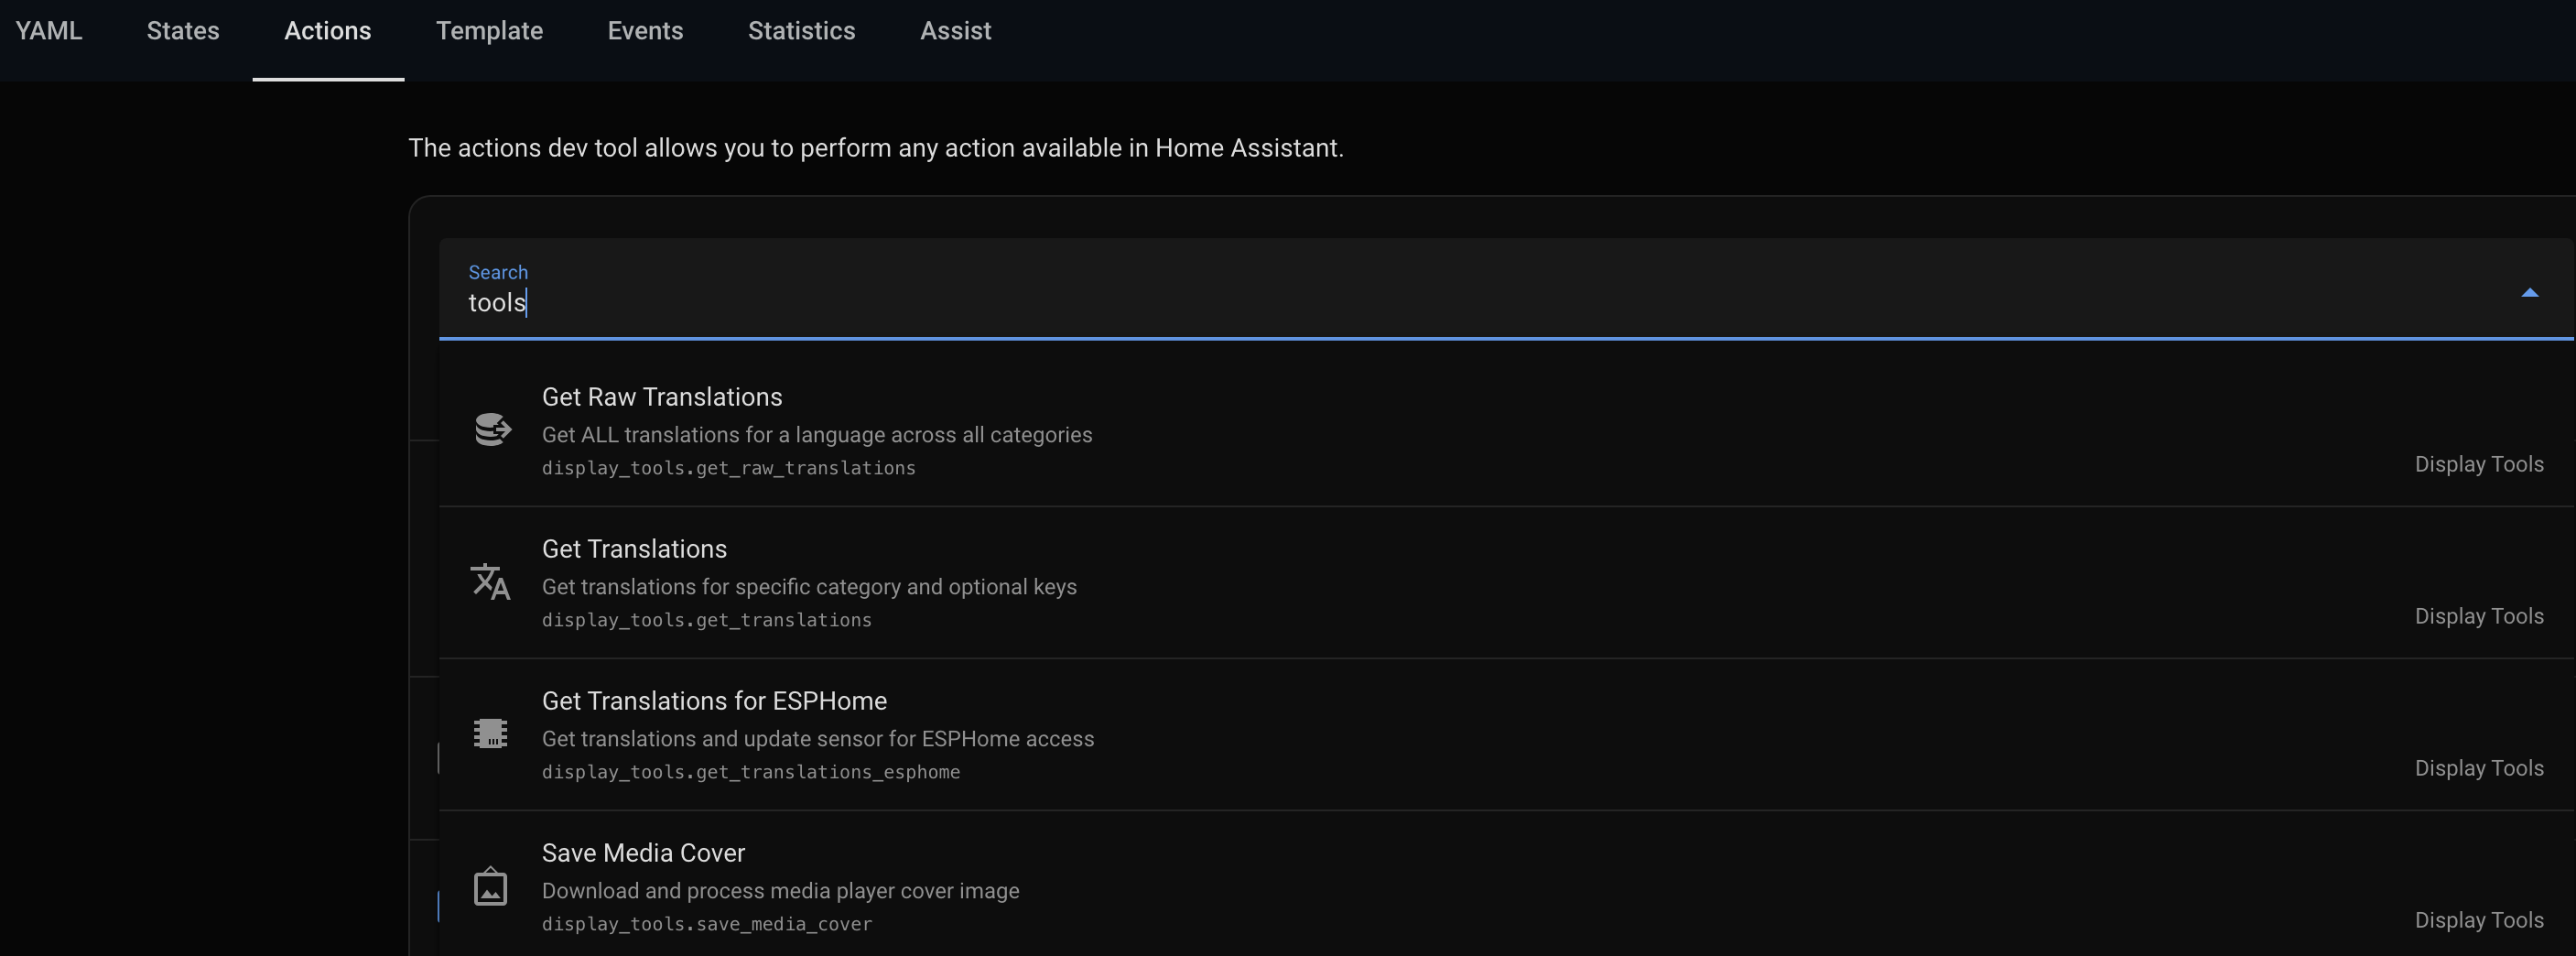 YAML States Actions Template Events Statistics Assist
The actions dev tool allows you to perform any action available in Home Assistant.
Search
tools
Get Raw Translations
Get ALL translations for a language across all categories
display_tools.get_raw_translations
Display Tools
Get Translations
Get translations for specific category and optional keys
display_tools.get_translations
Display Tools
Get Translations for ESPHome
Get translations and update sensor for ESPHome access
display_tools.get_translations_esphome
Display Tools
Save Media Cover
Download and process media player cover image
display_tools.save_media_cover
Display Tools